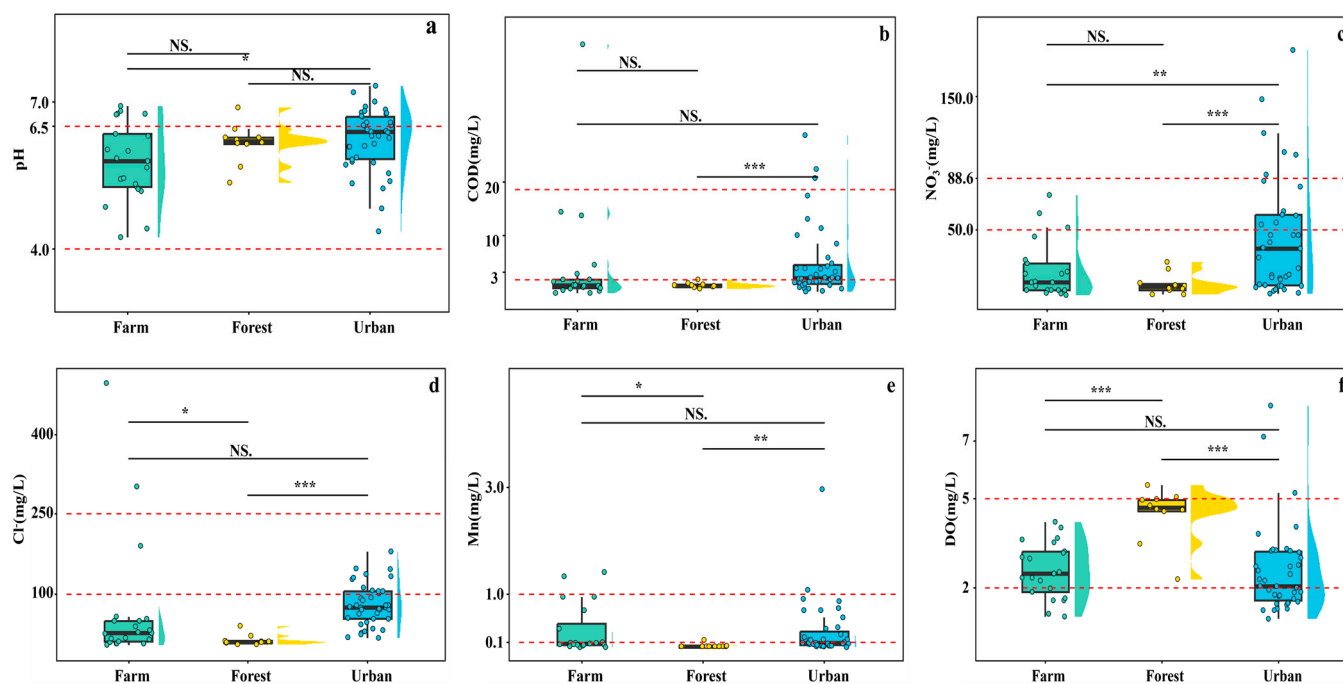 a
NS.
*
NS.
7.0
6.5
4.0
pH
Farm
Forest
Urban
b
NS.
NS.
***
20
10
3
COD(mg/L)
Farm
Forest
Urban
c
NS.
**
***
150.0
88.6
50.0
NO₃⁻(mg/L)
Farm
Forest
Urban
d
*
NS.
***
400
250
100
Cl⁻(mg/L)
Farm
Forest
Urban
e
*
NS.
**
3.0
1.0
0.1
Mn(mg/L)
Farm
Forest
Urban
f
***
NS.
***
7
5
2
DO(mg/L)
Farm
Forest
Urban